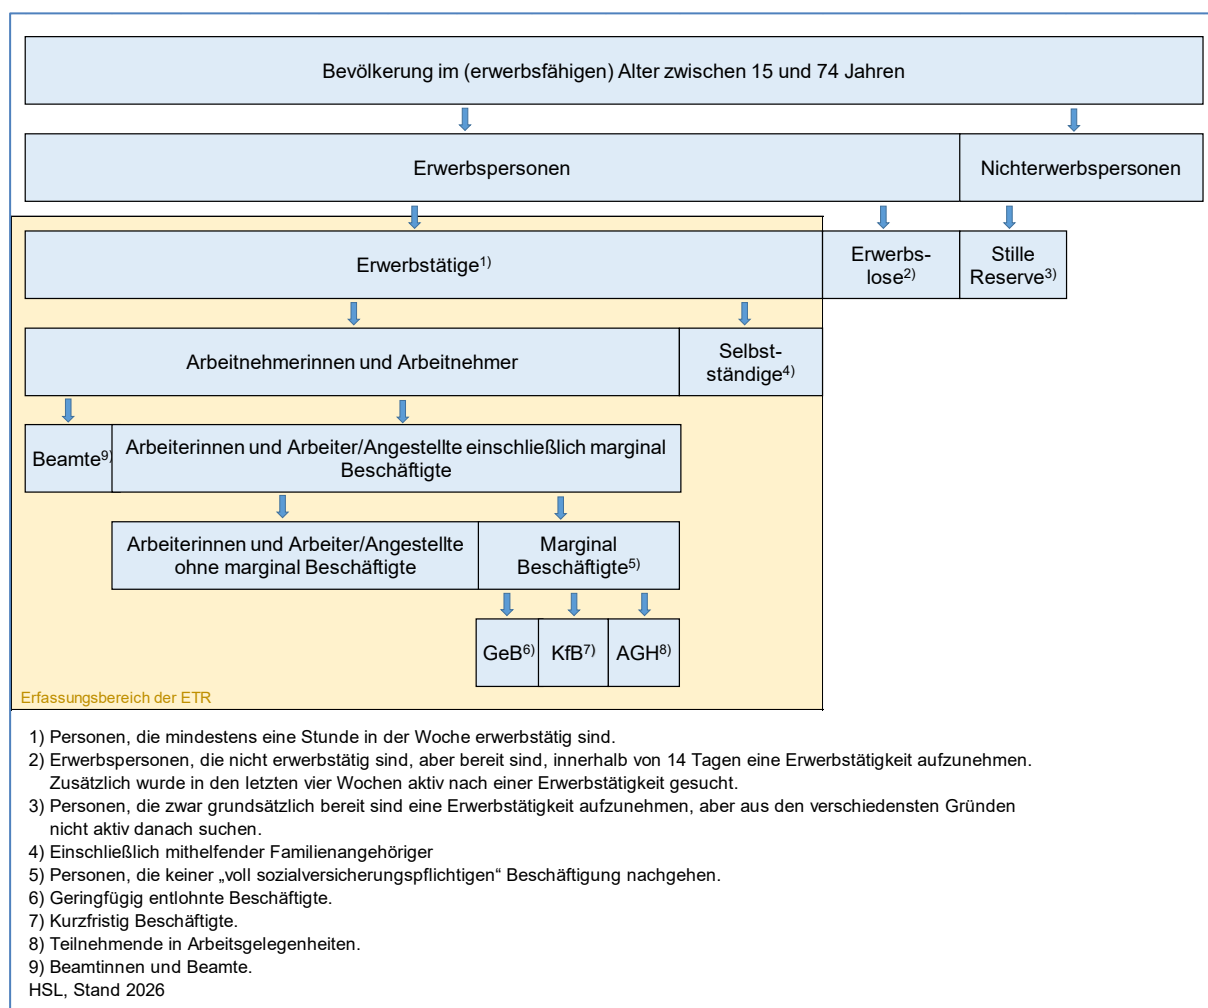 Bevölkerung im (erwerbsfähigen) Alter zwischen 15 und 74 Jahren
Erwerbspersonen
Nichterwerbspersonen
Erwerbstätige1)
Erwerbs-
lose2)
Stille
Reserve3)
Arbeitnehmerinnen und Arbeitnehmer
Selbst-
ständige4)
Beamte9)
Arbeiterinnen und Arbeiter/Angestellte einschließlich marginal
Beschäftigte
Arbeiterinnen und Arbeiter/Angestellte
ohne marginal Beschäftigte
Marginal
Beschäftigte5)
GeB6)
KfB7)
AGH8)
Erfassungsbereich der ETR
1) Personen, die mindestens eine Stunde in der Woche erwerbstätig sind.
2) Erwerbspersonen, die nicht erwerbstätig sind, aber bereit sind, innerhalb von 14 Tagen eine Erwerbstätigkeit aufzunehmen.
Zusätzlich wurde in den letzten vier Wochen aktiv nach einer Erwerbstätigkeit gesucht.
3) Personen, die zwar grundsätzlich bereit sind eine Erwerbstätigkeit aufzunehmen, aber aus den verschiedensten Gründen
nicht aktiv danach suchen.
4) Einschließlich mithelfender Familienangehöriger
5) Personen, die keiner „voll sozialversicherungspflichtigen“ Beschäftigung nachgehen.
6) Geringfügig entlohnte Beschäftigte.
7) Kurzfristig Beschäftigte.
8) Teilnehmende in Arbeitsgelegenheiten.
9) Beamtinnen und Beamte.
HSL, Stand 2026